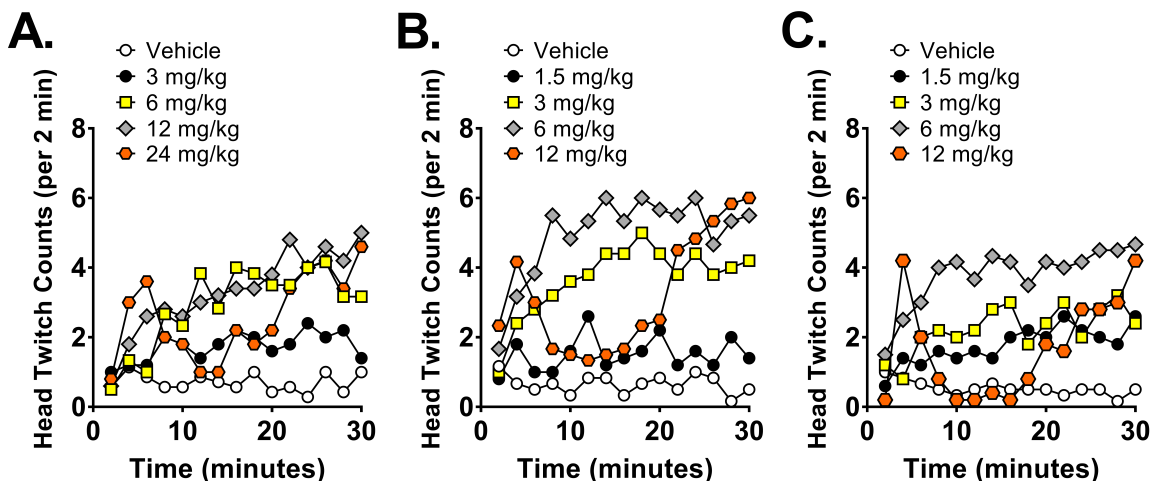 A.
Vehicle
3 mg/kg
6 mg/kg
12 mg/kg
24 mg/kg
Head Twitch Counts (per 2 min)
8
6
4
2
0
0 10 20 30
Time (minutes)
B.
Vehicle
1.5 mg/kg
3 mg/kg
6 mg/kg
12 mg/kg
Head Twitch Counts (per 2 min)
8
6
4
2
0
0 10 20 30
Time (minutes)
C.
Vehicle
1.5 mg/kg
3 mg/kg
6 mg/kg
12 mg/kg
Head Twitch Counts (per 2 min)
8
6
4
2
0
0 10 20 30
Time (minutes)